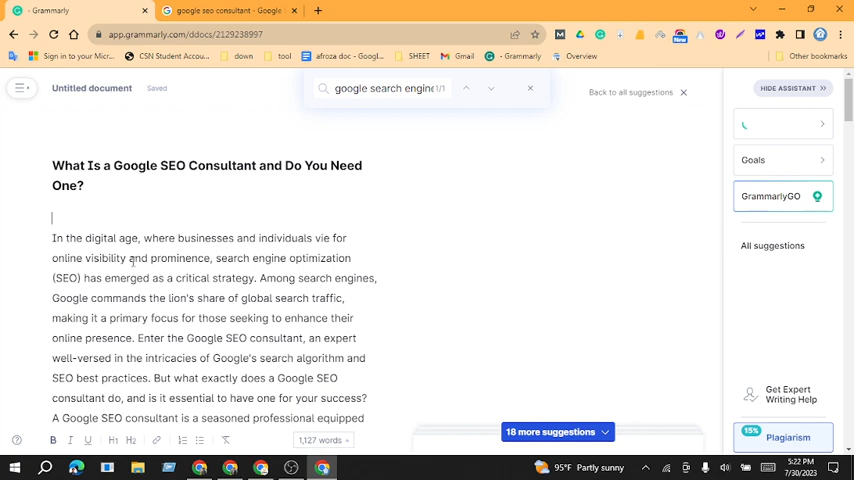 - Grammarly
google seo consultant - Google
app.grammarly.com/ddocs/2129238997
Sign in to your Micr...
CSN Student Accou...
down
tool
afroza doc - Googl...
SHEET
Gmail
- Grammarly
Overview
Other bookmarks
New
Untitled document
Saved
google search engine
1/1
Back to all suggestions
HIDE ASSISTANT
Goals
GrammarlyGO
All suggestions
What Is a Google SEO Consultant and Do You Need
One?
In the digital age, where businesses and individuals vie for
online visibility and prominence, search engine optimization
(SEO) has emerged as a critical strategy. Among search engines,
Google commands the lion's share of global search traffic,
making it a primary focus for those seeking to enhance their
online presence. Enter the Google SEO consultant, an expert
well-versed in the intricacies of Google's search algorithm and
SEO best practices. But what exactly does a Google SEO
consultant do, and is it essential to have one for your success?
A Google SEO consultant is a seasoned professional equipped
Get Expert
Writing Help
18 more suggestions
15%
Plagiarism
B I U H1 H2
1,127 words
95°F Partly sunny
5:22 PM
7/30/2023